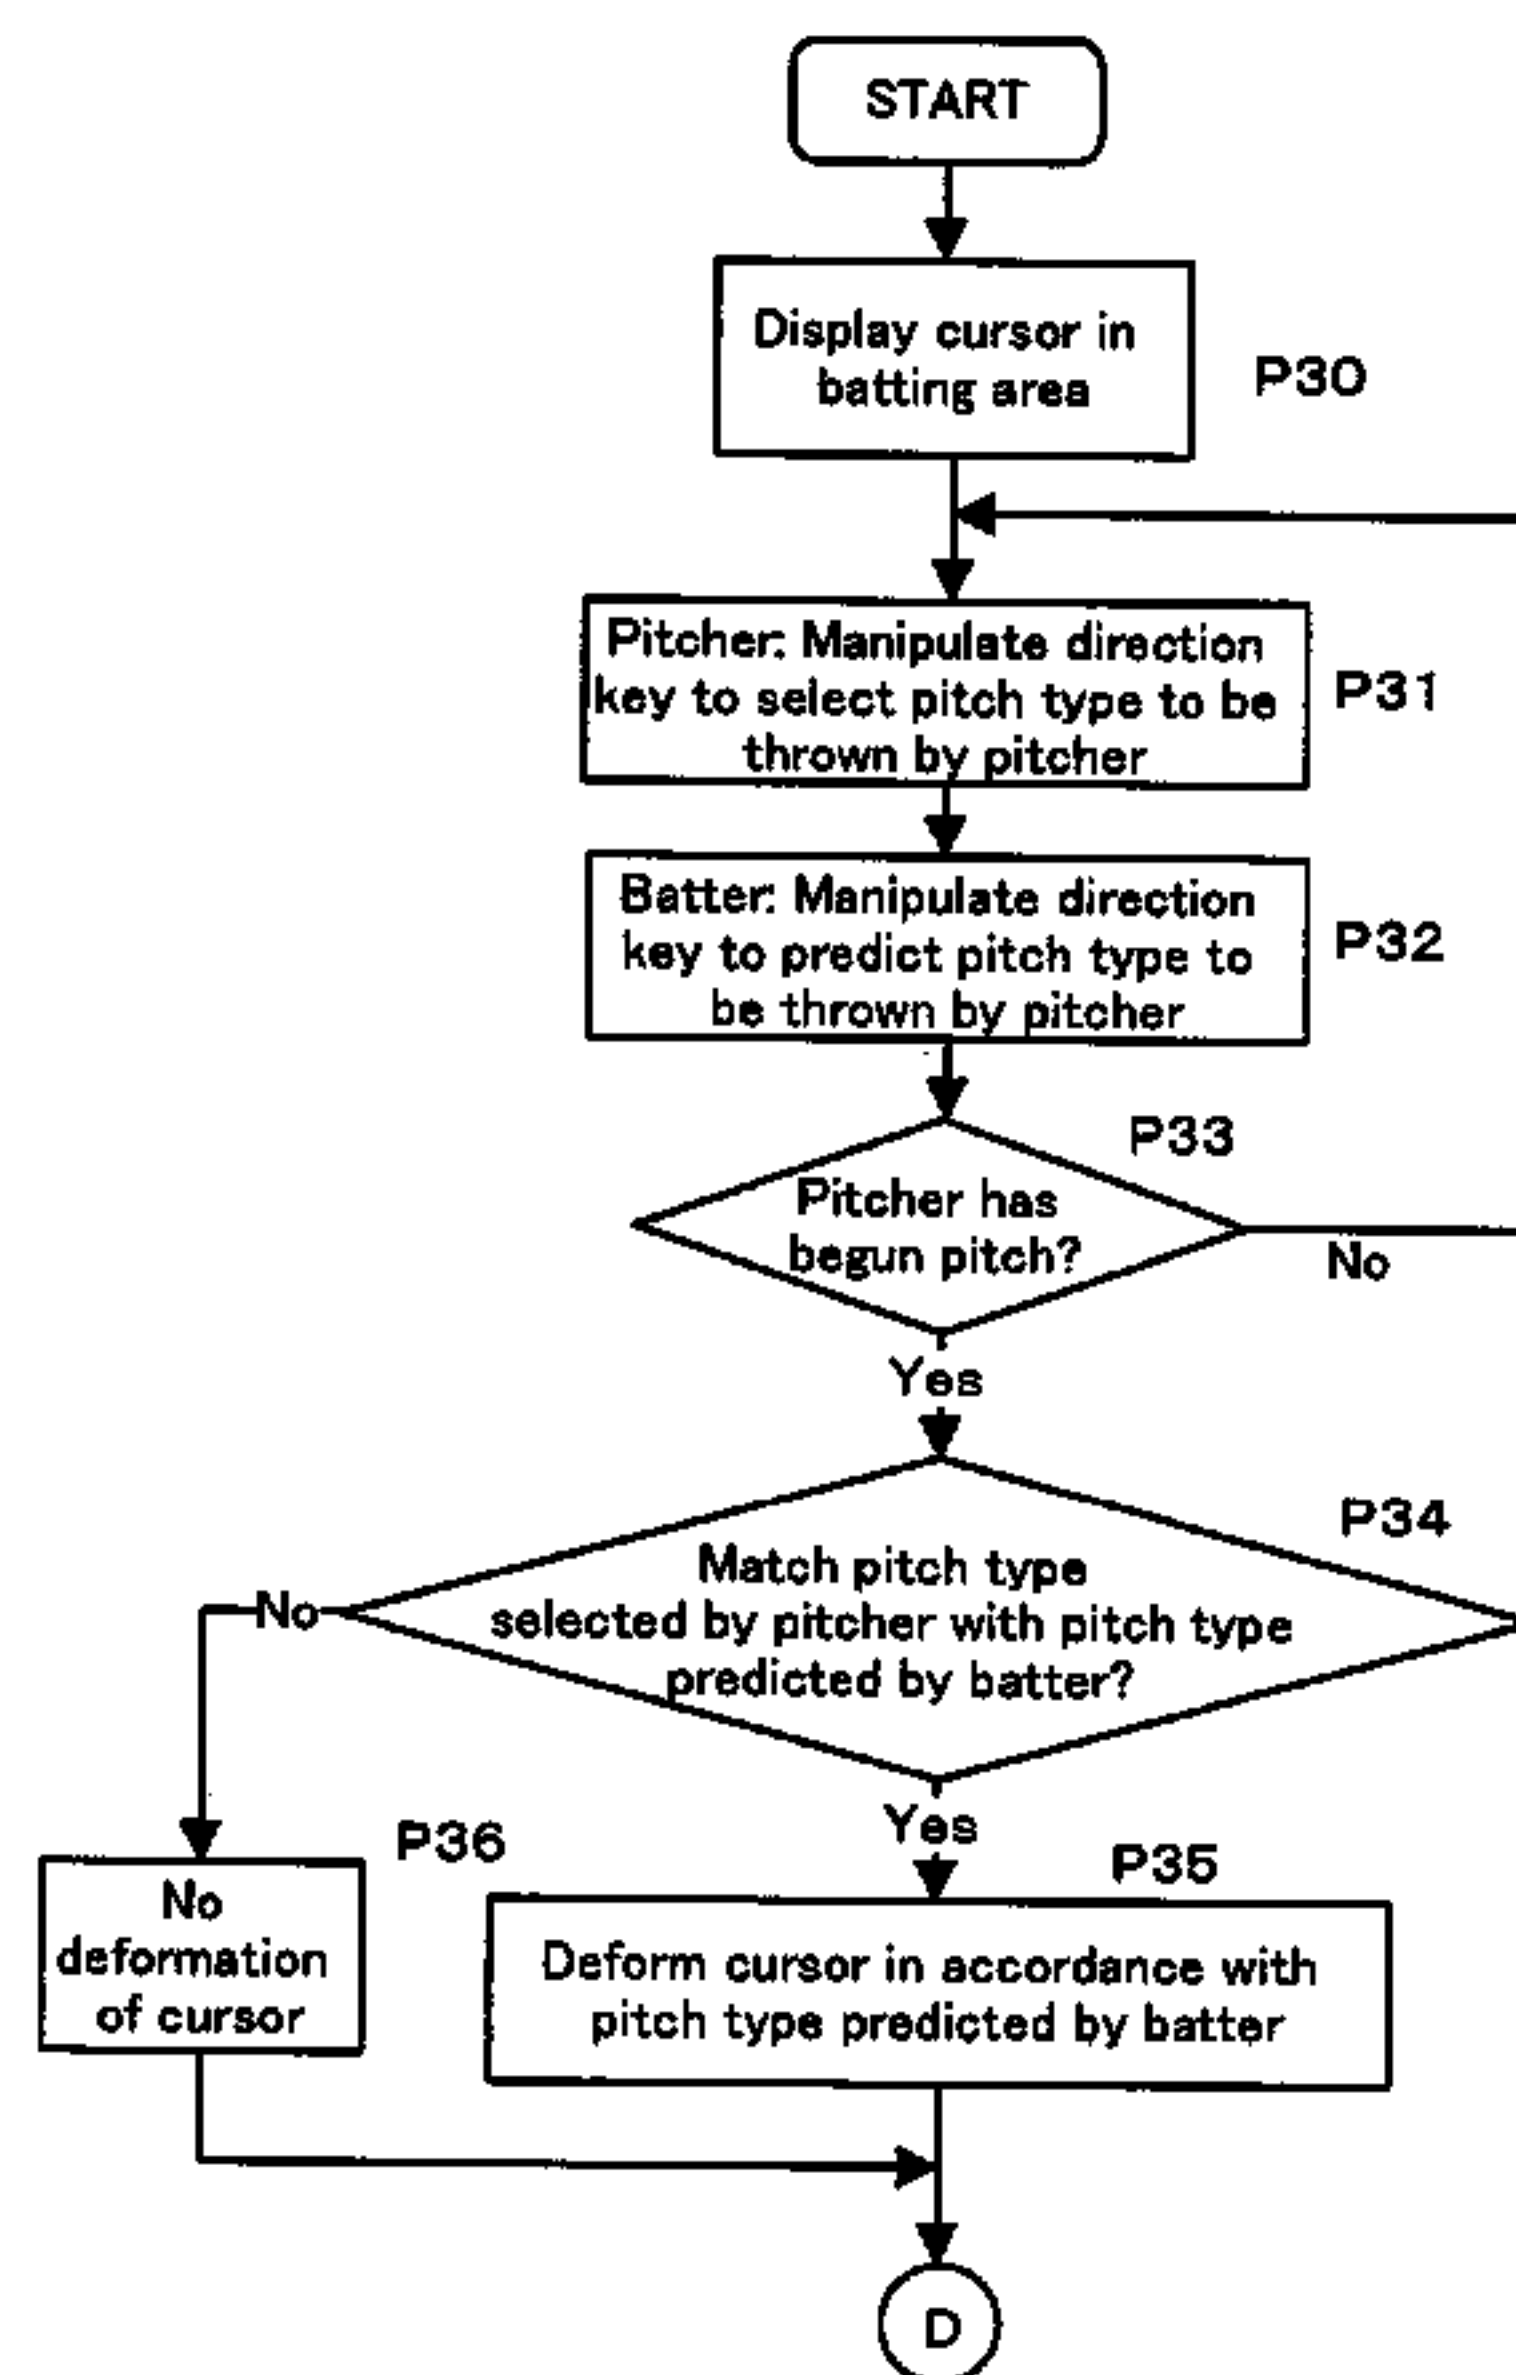 START
Display cursor in
batting area
P30
Pitcher: Manipulate direction
key to select pitch type to be
thrown by pitcher
P31
Batter: Manipulate direction
key to predict pitch type to
be thrown by pitcher
P32
P33
Pitcher has
begun pitch?
No
Yes
P34
Match pitch type
selected by pitcher with pitch type
predicted by batter?
No
Yes
P36
No
deformation
of cursor
P35
Deform cursor in accordance with
pitch type predicted by batter
D